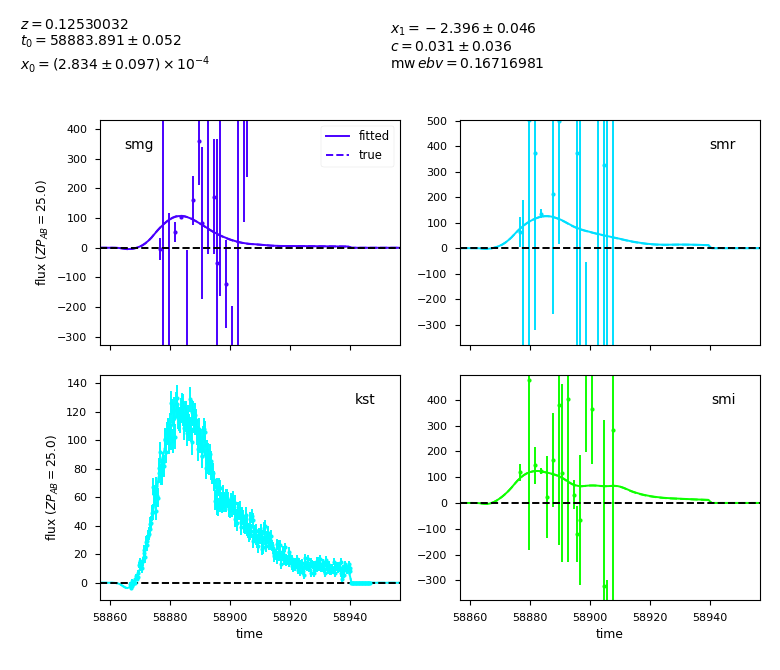 z = 0.12530032
t₀ = 58883.891 ± 0.052
x₀ = (2.834 ± 0.097) × 10⁻⁴
x₁ = −2.396 ± 0.046
c = 0.031 ± 0.036
mw ebv = 0.16716981
smg
fitted
true
400
300
200
100
0
−100
−200
−300
flux (ZP_AB = 25.0)
smr
500
400
300
200
100
0
−100
−200
−300
kst
140
120
100
80
60
40
20
0
flux (ZP_AB = 25.0)
58860 58880 58900 58920 58940
time
smi
400
300
200
100
0
−100
−200
−300
58860 58880 58900 58920 58940
time